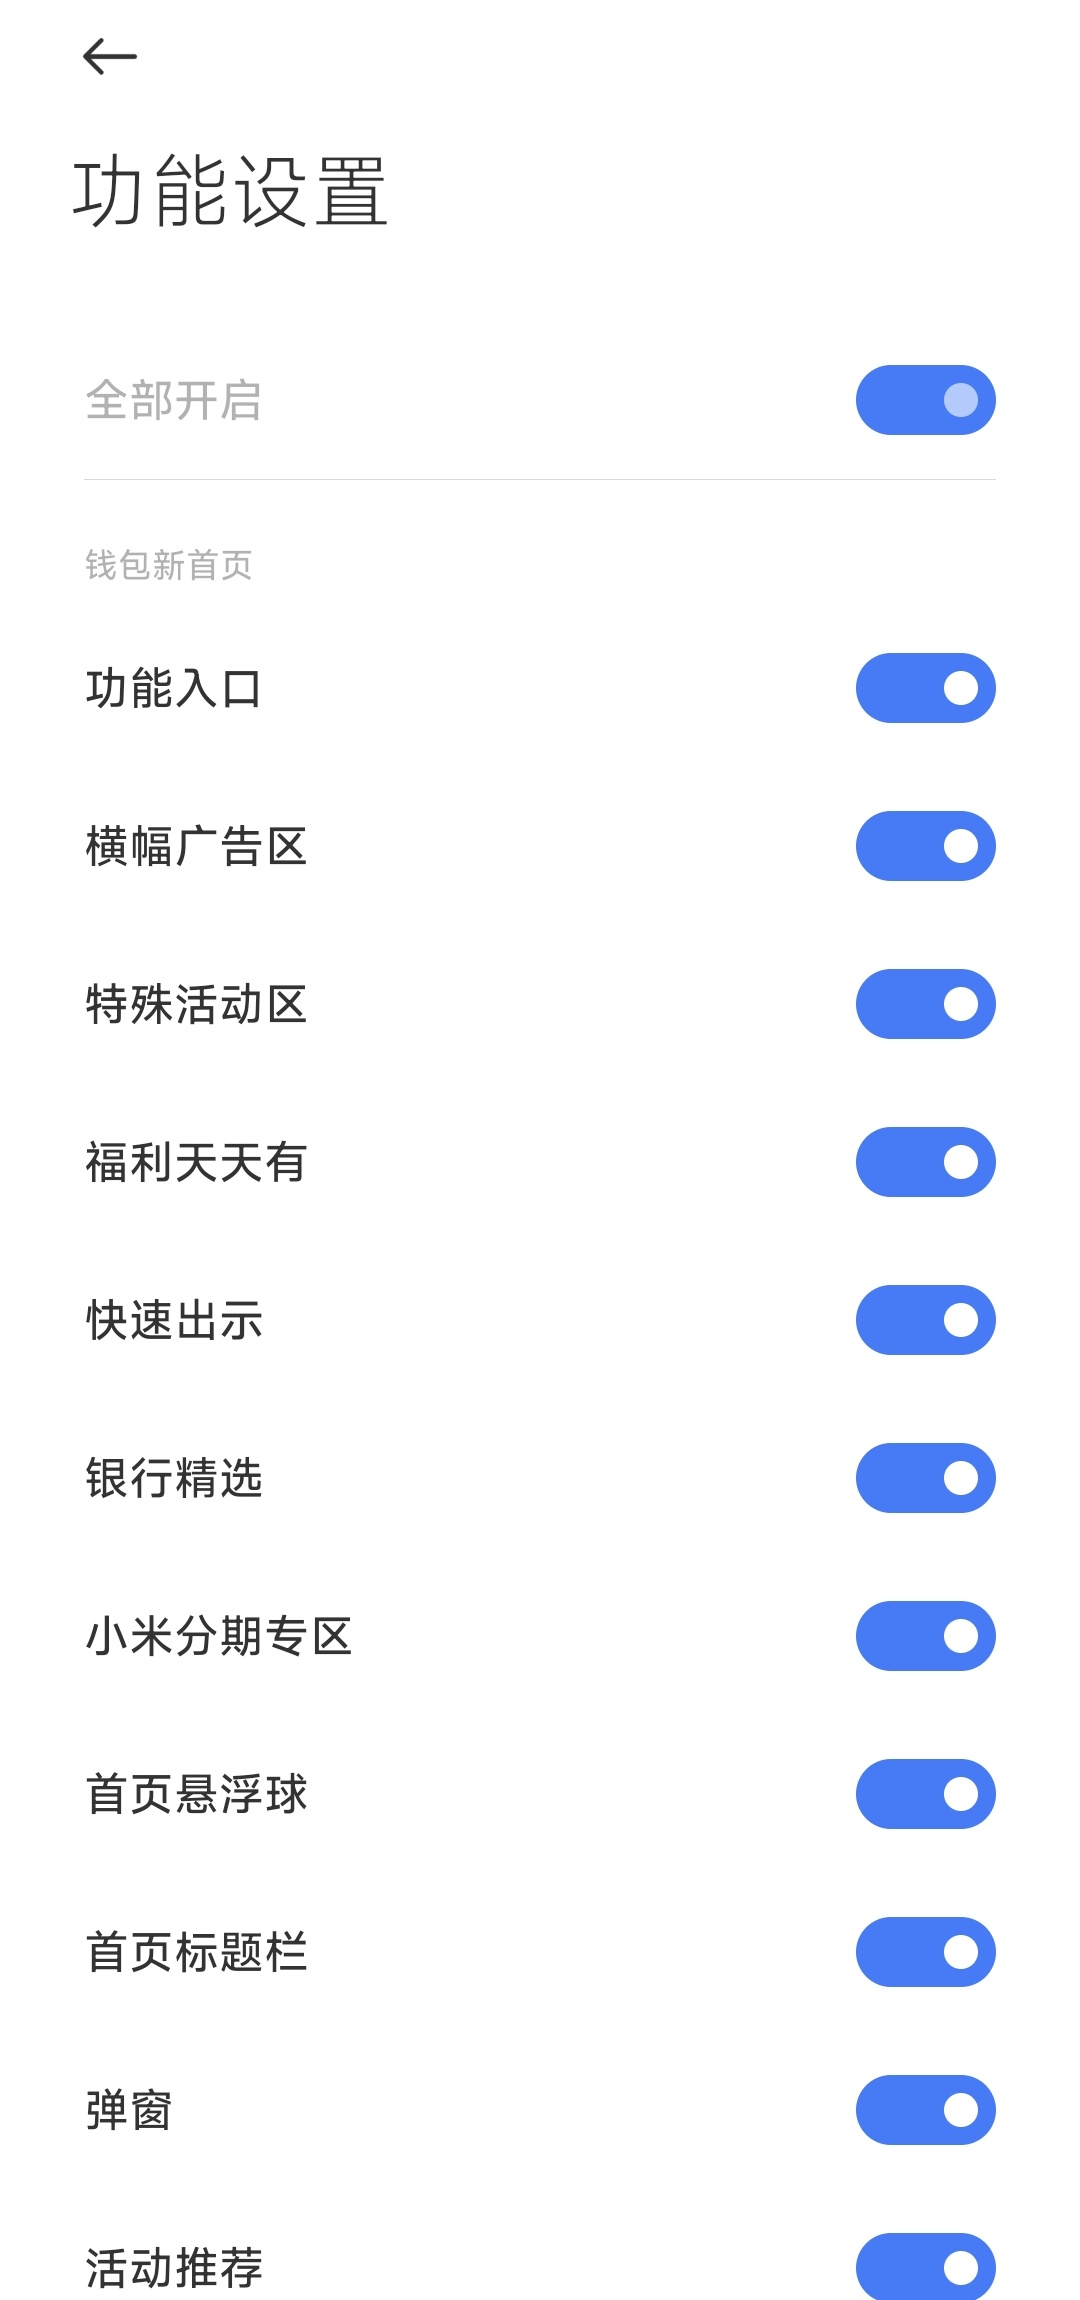 功能设置
全部开启
钱包新首页
功能入口
横幅广告区
特殊活动区
福利天天有
快速出示
银行精选
小米分期专区
首页悬浮球
首页标题栏
弹窗
活动推荐